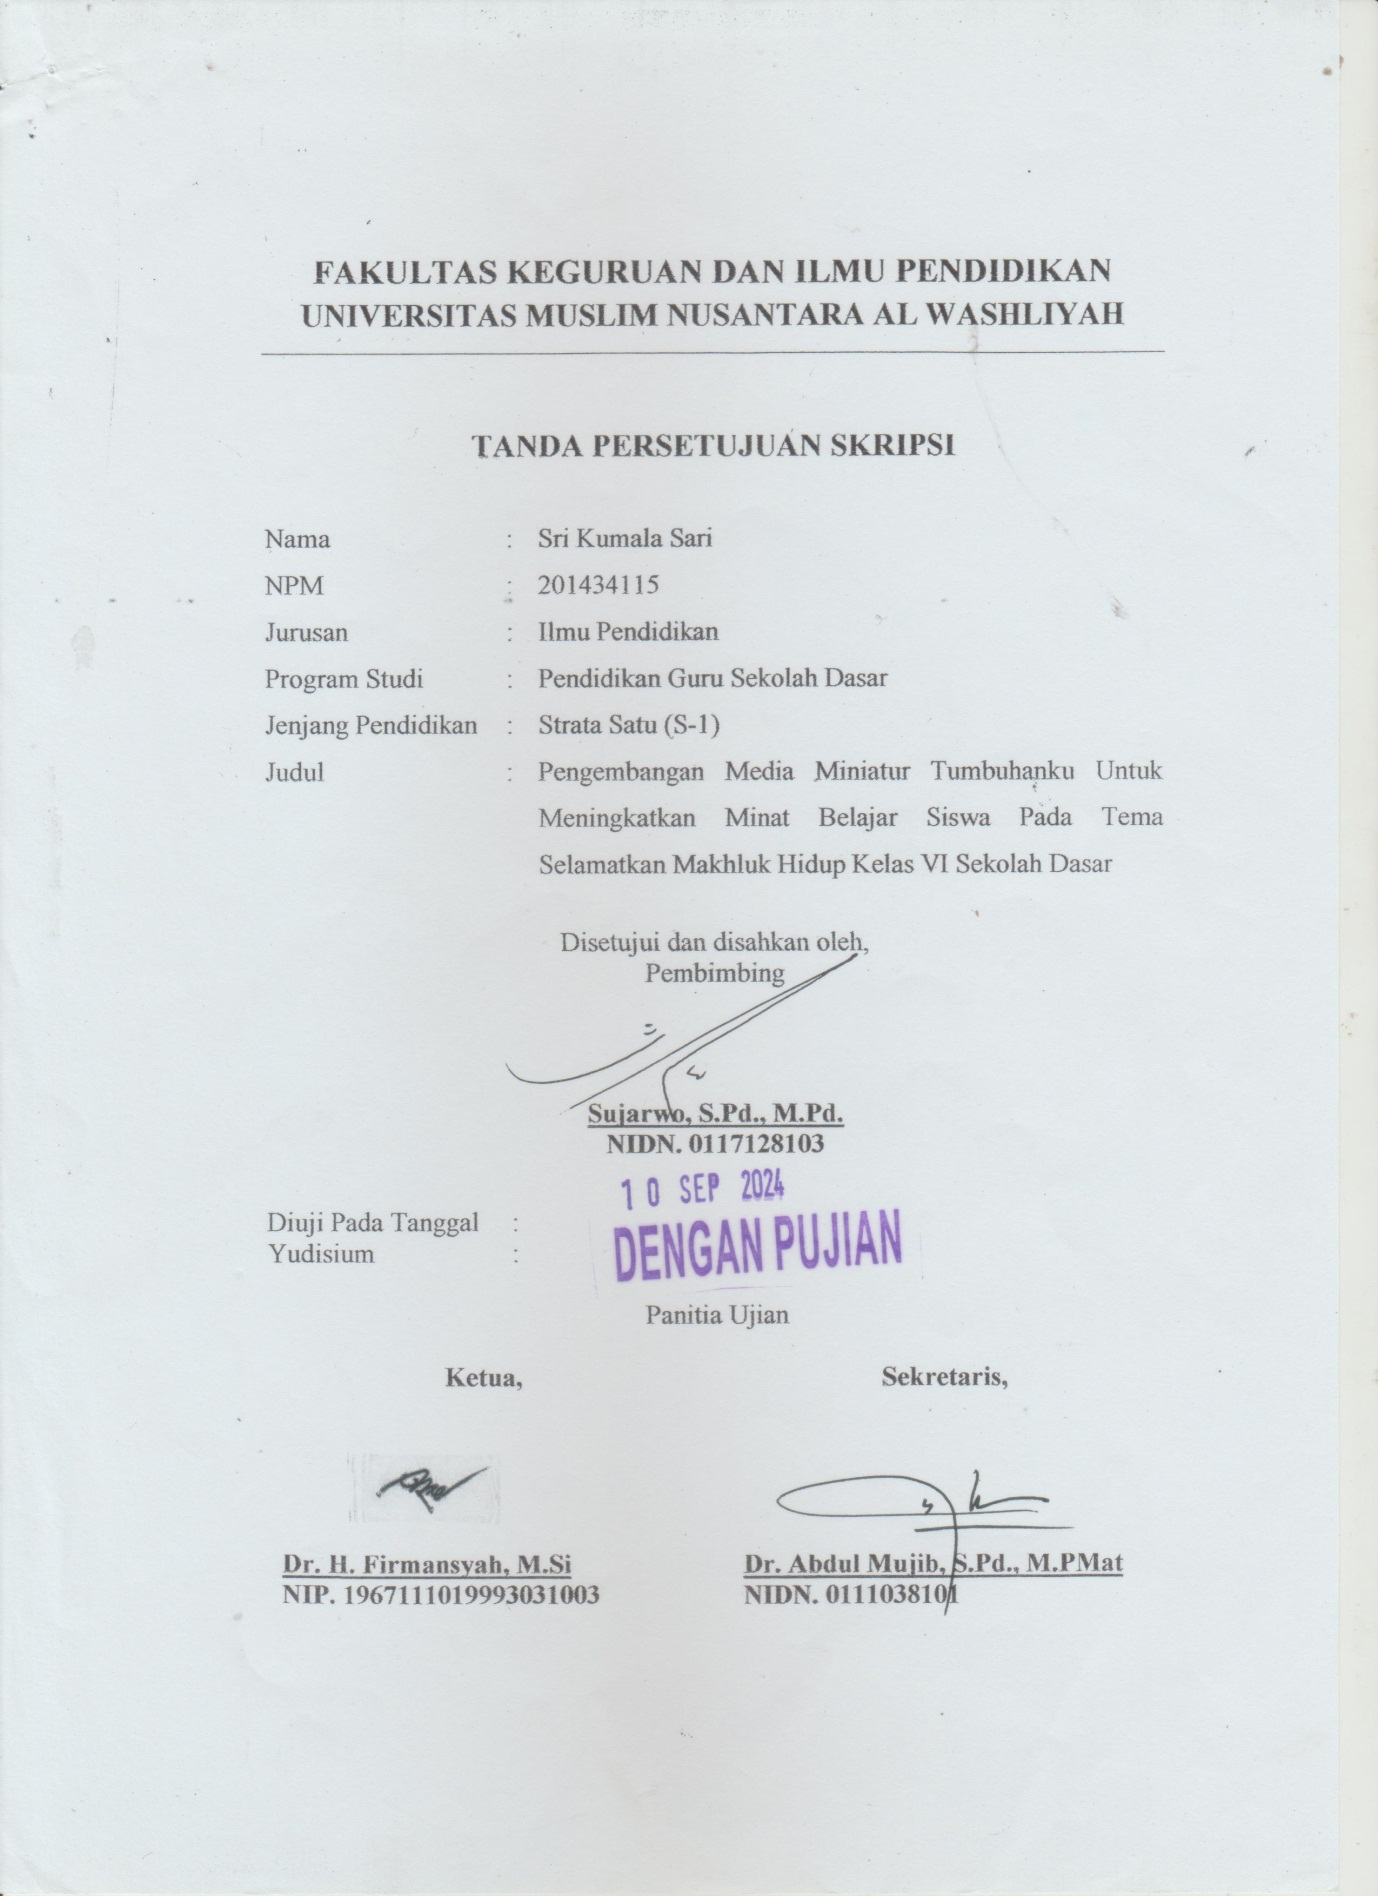 FAKULTAS KEGURUAN DAN ILMU PENDIDIKAN
UNIVERSITAS MUSLIM NUSANTARA AL WASHLIYAH
TANDA PERSETUJUAN SKRIPSI
Nama : Sri Kumala Sari
NPM : 201434115
Jurusan : Ilmu Pendidikan
Program Studi : Pendidikan Guru Sekolah Dasar
Jenjang Pendidikan : Strata Satu (S-1)
Judul : Pengembangan Media Miniatur Tumbuhanku Untuk
Meningkatkan Minat Belajar Siswa Pada Tema
Selamatkan Makhluk Hidup Kelas VI Sekolah Dasar
Disetujui dan disahkan oleh,
Pembimbing
Sujarwo, S.Pd., M.Pd.
NIDN. 0117128103
Diuji Pada Tanggal : 10 SEP 2024
Yudisium : DENGAN PUJIAN
Panitia Ujian
Ketua, Sekretaris,
Dr. H. Firmansyah, M.Si Dr. Abdul Mujib, S.Pd., M.PMat
NIP. 1967111019993031003 NIDN. 0111038101